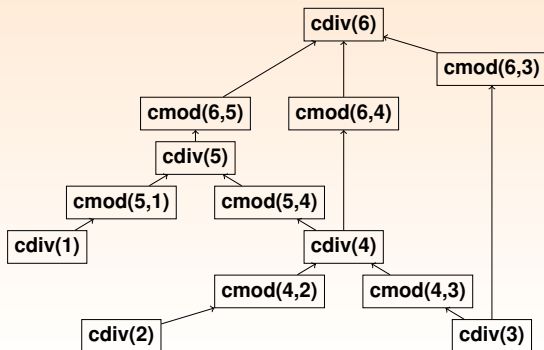 cdiv(6)
cmod(6,3)
cmod(6,5)
cmod(6,4)
cdiv(5)
cmod(5,1)
cmod(5,4)
cdiv(1)
cdiv(4)
cmod(4,2)
cmod(4,3)
cdiv(2)
cdiv(3)